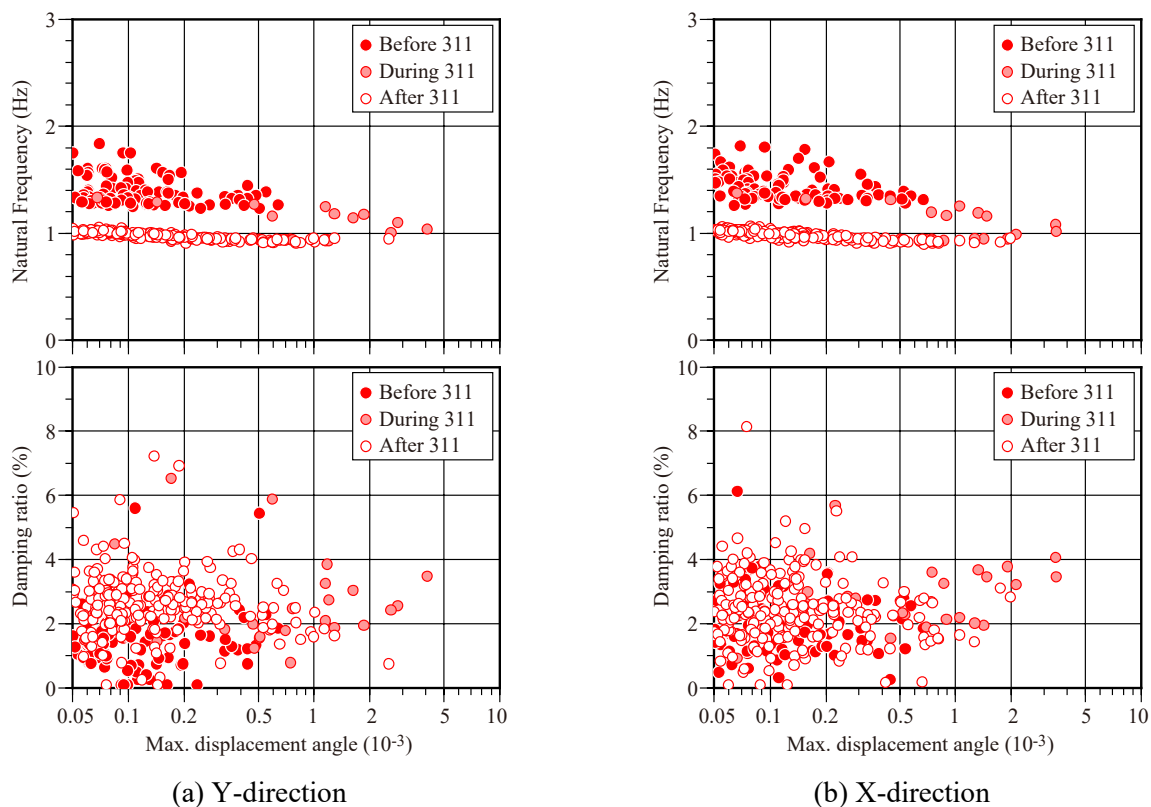 3
2
1
0
Natural Frequency (Hz)
Before 311
During 311
After 311
3
2
1
0
Natural Frequency (Hz)
Before 311
During 311
After 311
10
8
6
4
2
0
Damping ratio (%)
Before 311
During 311
After 311
0.05 0.1 0.2 0.5 1 2 5 10
Max. displacement angle (10-3)
10
8
6
4
2
0
Damping ratio (%)
Before 311
During 311
After 311
0.05 0.1 0.2 0.5 1 2 5 10
Max. displacement angle (10-3)
(a) Y-direction
(b) X-direction